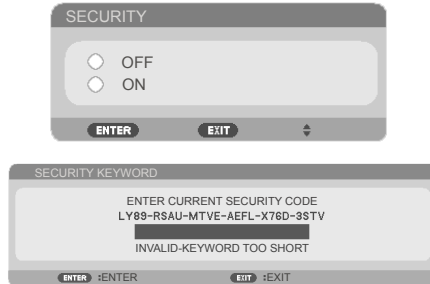 SECURITY
OFF
ON
ENTER EXIT
SECURITY KEYWORD
ENTER CURRENT SECURITY CODE
LY89-RSAU-MTVE-AEFL-X76D-3STV
INVALID-KEYWORD TOO SHORT
ENTER :ENTER EXIT :EXIT